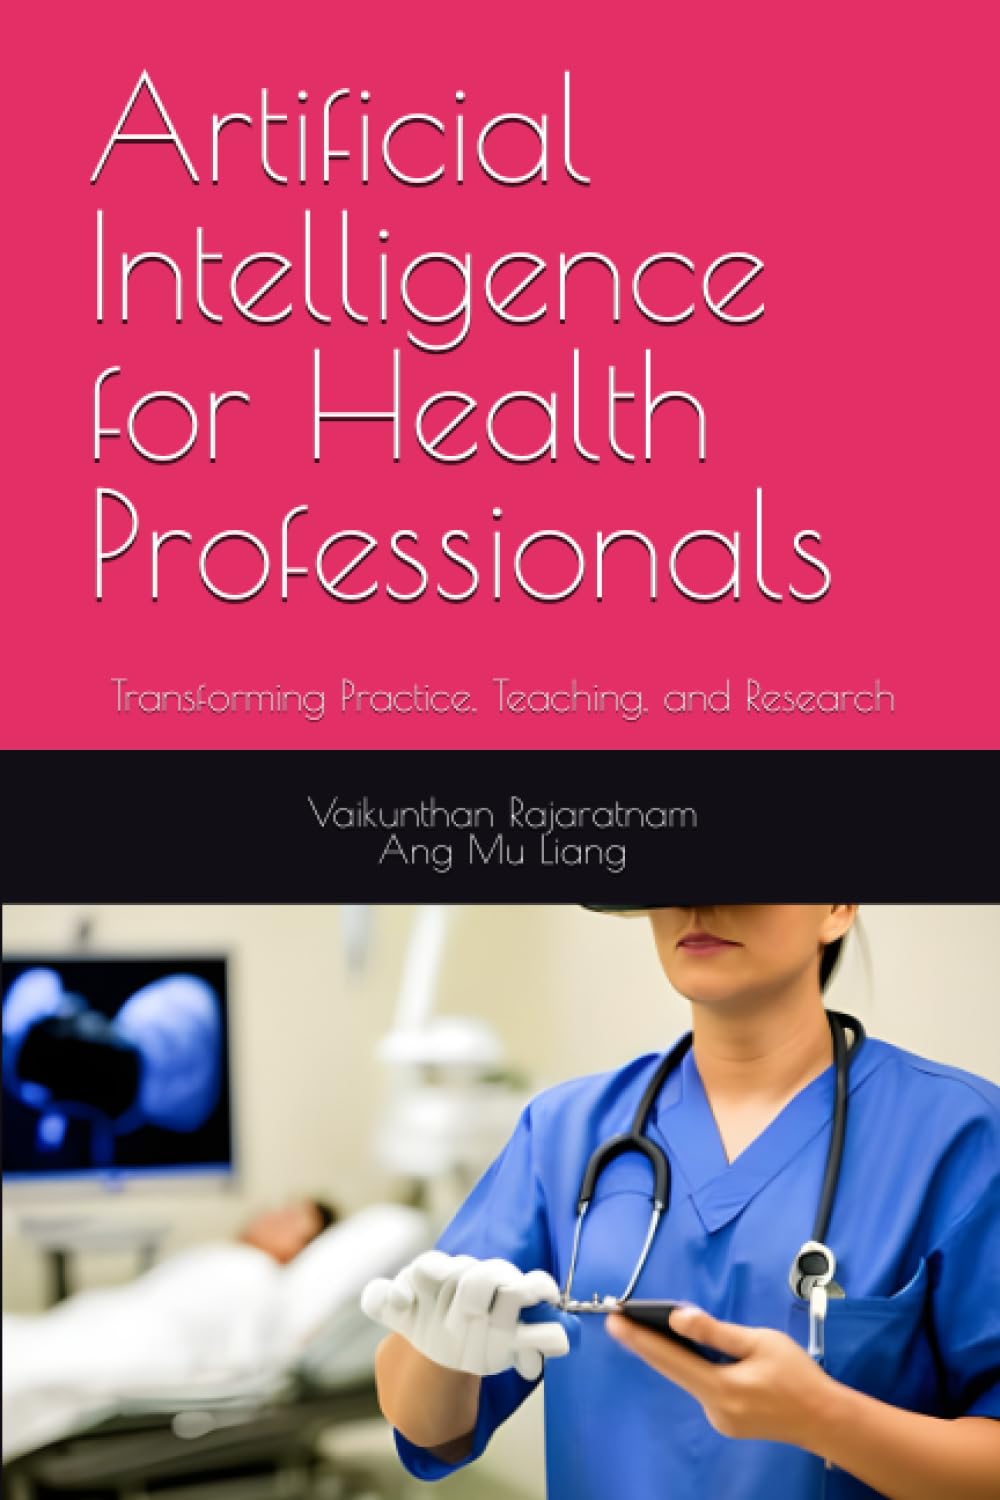 Artificial
Intelligence
for Health
Professionals
Transforming Practice, Teaching, and Research
Vaikunthan Rajaratnam
Ang Mu Liang